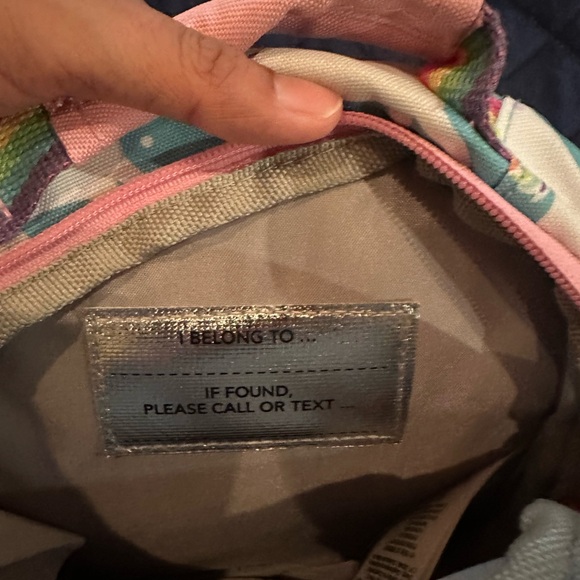 I BELONG TO ...
IF FOUND,
PLEASE CALL OR TEXT ...